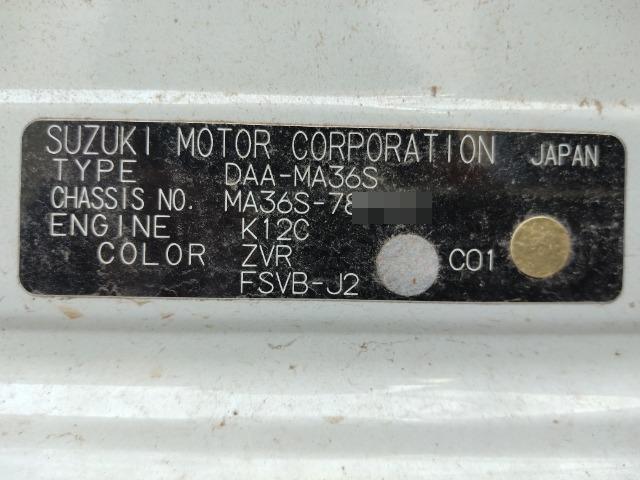 SUZUKI MOTOR CORPORATION JAPAN
TYPE DAA-MA36S
CHASSIS NO. MA36S-78
ENGINE K12C
COLOR ZVR C01
FSVB-J2